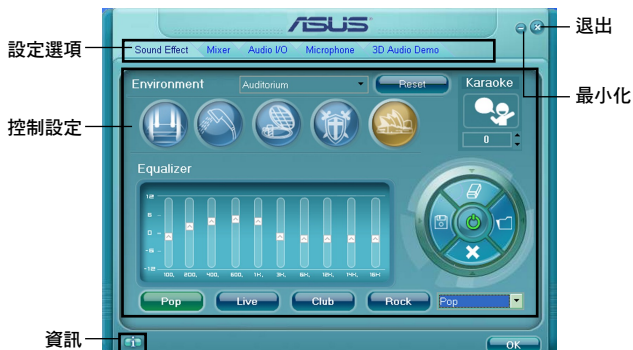 ASUS
退出
設定選項
Sound Effect Mixer Audio I/O Microphone 3D Audio Demo
最小化
Environment Auditorium Reset Karaoke
控制設定
0
Equalizer
12
6
0
-6
-12
100, 200, 400, 600, 1K, 3K, 6K, 12K, 14K, 16K
Pop Live Club Rock Pop
資訊
OK